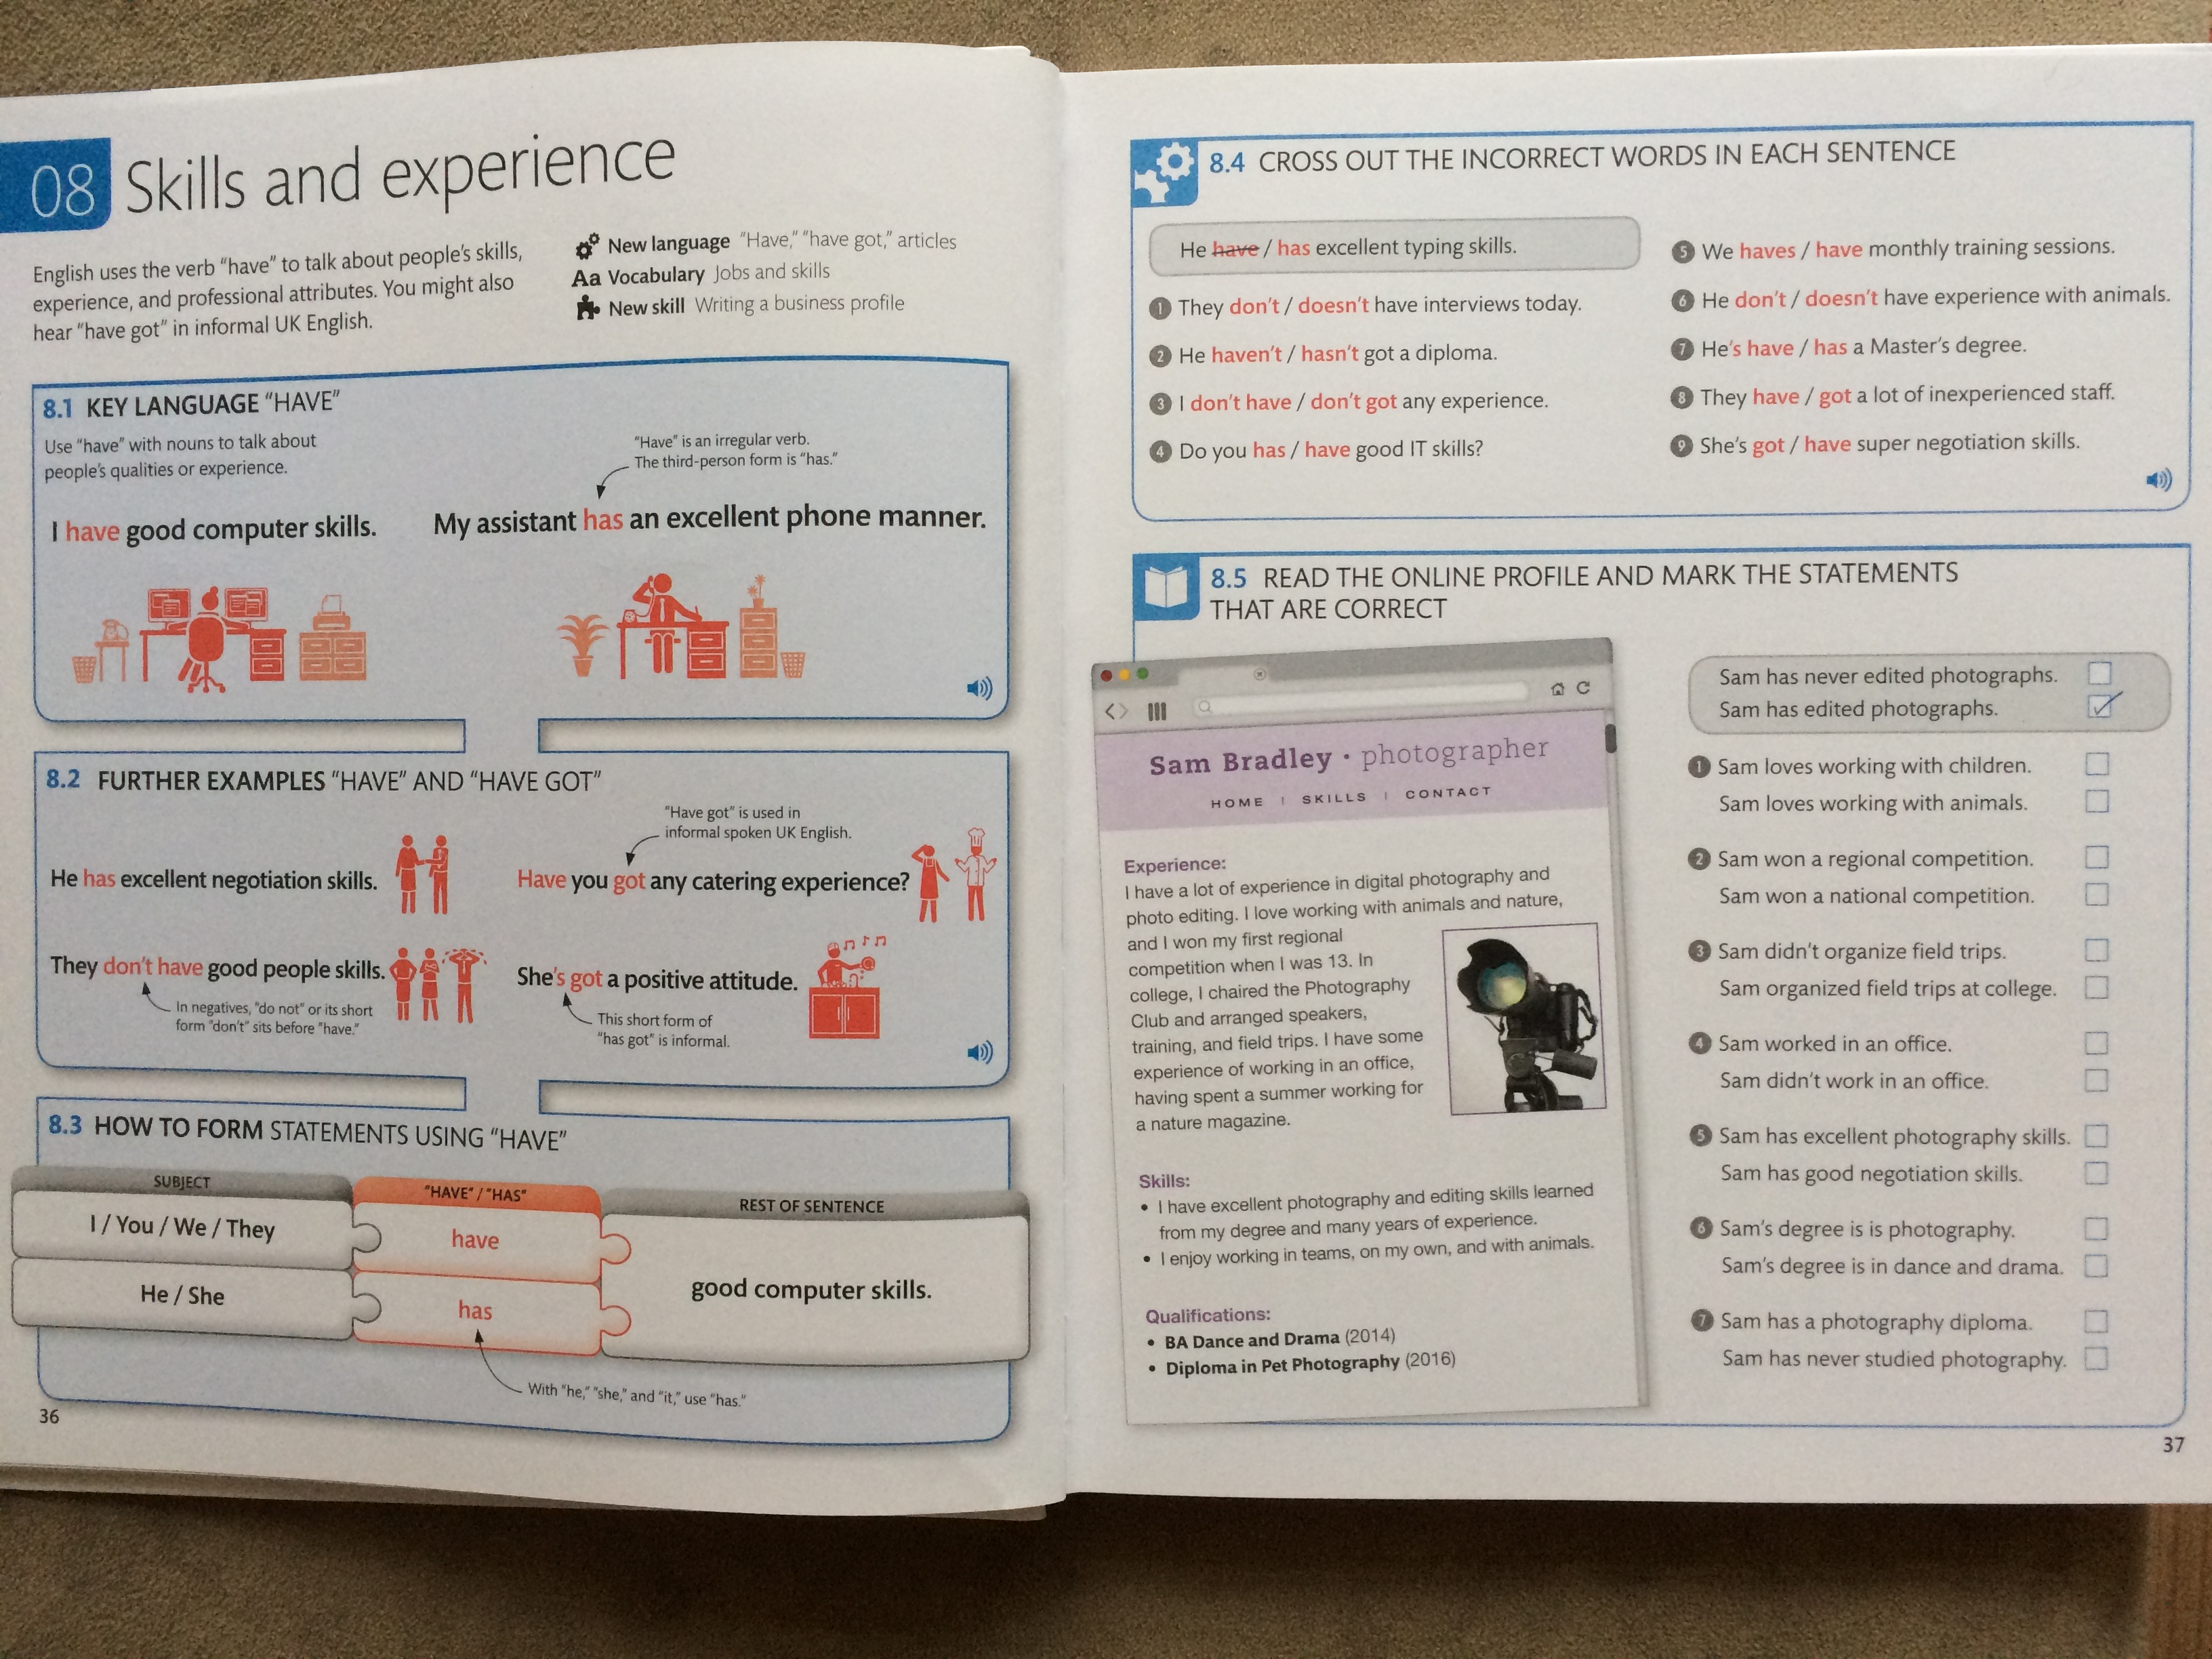 08 Skills and experience
English uses the verb "have" to talk about people's skills,
experience, and professional attributes. You might also
hear "have got" in informal UK English.
New language "Have," "have got," articles
Aa Vocabulary Jobs and skills
New skill Writing a business profile
8.1 KEY LANGUAGE "HAVE"
Use "have" with nouns to talk about
people's qualities or experience.
"Have" is an irregular verb.
The third-person form is "has."
I have good computer skills.
My assistant has an excellent phone manner.
8.2 FURTHER EXAMPLES "HAVE" AND "HAVE GOT"
"Have got" is used in
informal spoken UK English.
He has excellent negotiation skills.
Have you got any catering experience?
They don't have good people skills.
In negatives, "do not" or its short
form "don't" sits before "have."
She's got a positive attitude.
This short form of
"has got" is informal.
8.3 HOW TO FORM STATEMENTS USING "HAVE"
SUBJECT
"HAVE" / "HAS"
REST OF SENTENCE
I / You / We / They
have
He / She
has
good computer skills.
With "he," "she," and "it," use "has."
36
8.4 CROSS OUT THE INCORRECT WORDS IN EACH SENTENCE
He have / has excellent typing skills.
1 They don't / doesn't have interviews today.
2 He haven't / hasn't got a diploma.
3 I don't have / don't got any experience.
4 Do you has / have good IT skills?
5 We haves / have monthly training sessions.
6 He don't / doesn't have experience with animals.
7 He's have / has a Master's degree.
8 They have / got a lot of inexperienced staff.
9 She's got / have super negotiation skills.
8.5 READ THE ONLINE PROFILE AND MARK THE STATEMENTS
THAT ARE CORRECT
Sam Bradley • photographer
HOME | SKILLS | CONTACT
Experience:
I have a lot of experience in digital photography and
photo editing. I love working with animals and nature,
and I won my first regional
competition when I was 13. In
college, I chaired the Photography
Club and arranged speakers,
training, and field trips. I have some
experience of working in an office,
having spent a summer working for
a nature magazine.
Skills:
• I have excellent photography and editing skills learned
from my degree and many years of experience.
• I enjoy working in teams, on my own, and with animals.
Qualifications:
• BA Dance and Drama (2014)
• Diploma in Pet Photography (2016)
Sam has never edited photographs.
Sam has edited photographs.
1 Sam loves working with children.
Sam loves working with animals.
2 Sam won a regional competition.
Sam won a national competition.
3 Sam didn't organize field trips.
Sam organized field trips at college.
4 Sam worked in an office.
Sam didn't work in an office.
5 Sam has excellent photography skills.
Sam has good negotiation skills.
6 Sam's degree is is photography.
Sam's degree is in dance and drama.
7 Sam has a photography diploma.
Sam has never studied photography.
37